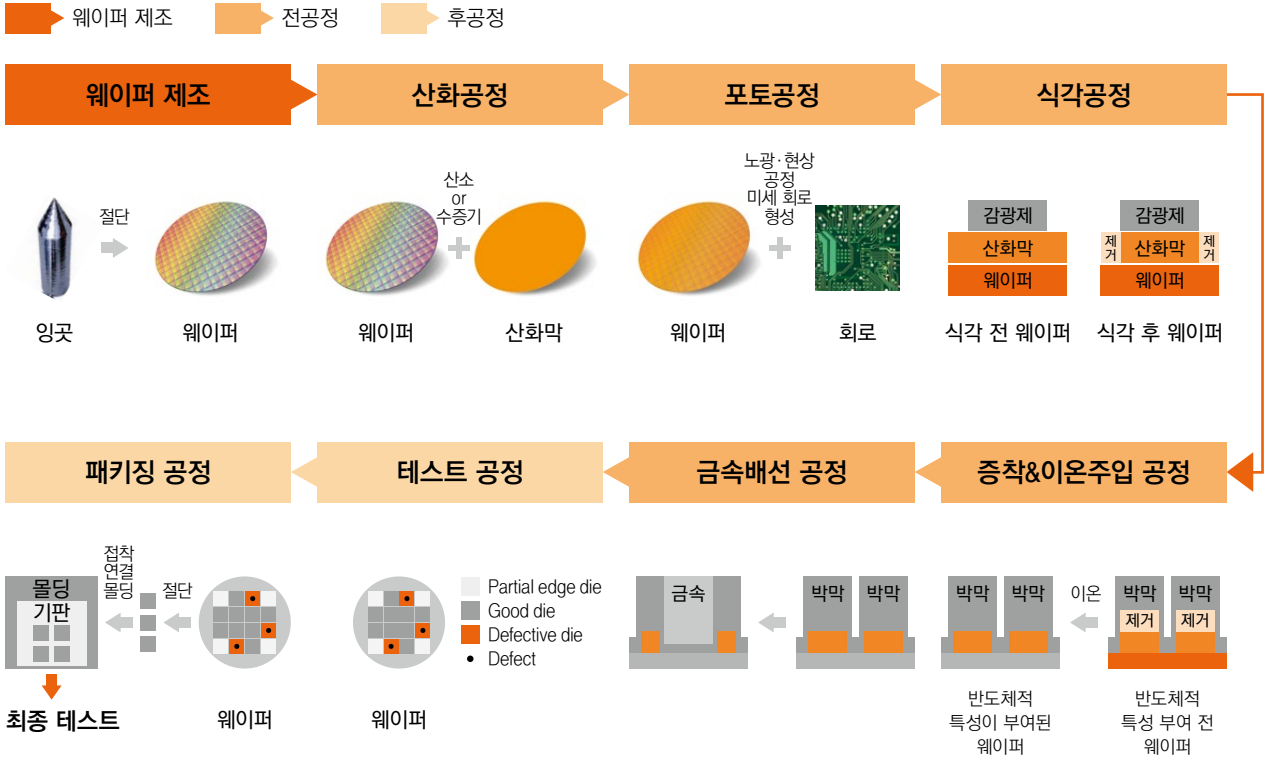 웨이퍼 제조
전공정
후공정
웨이퍼 제조
산화공정
포토공정
식각공정
절단
잉곳
웨이퍼
산소
or
수증기
웨이퍼
산화막
노광·현상
공정
미세 회로
형성
웨이퍼
회로
감광제
산화막
웨이퍼
식각 전 웨이퍼
감광제
제거
산화막
제거
웨이퍼
식각 후 웨이퍼
패키징 공정
테스트 공정
금속배선 공정
증착&이온주입 공정
몰딩
기판
최종 테스트
접착
연결
몰딩
절단
웨이퍼
웨이퍼
Partial edge die
Good die
Defective die
Defect
금속
박막 박막
박막 박막
반도체적
특성이 부여된
웨이퍼
이온
박막 박막
제거 제거
반도체적
특성 부여 전
웨이퍼